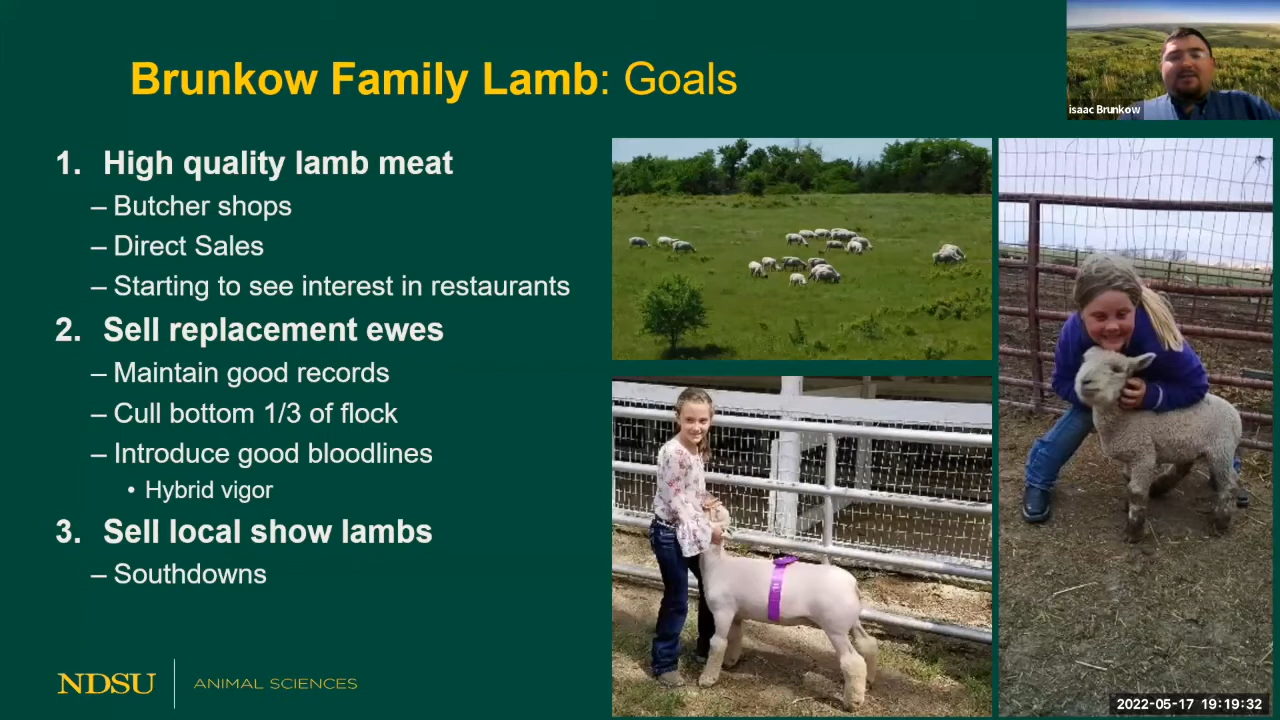 Brunkow Family Lamb: Goals
isaac Brunkow
1. High quality lamb meat
– Butcher shops
– Direct Sales
– Starting to see interest in restaurants
2. Sell replacement ewes
– Maintain good records
– Cull bottom 1/3 of flock
– Introduce good bloodlines
• Hybrid vigor
3. Sell local show lambs
– Southdowns
NDSU ANIMAL SCIENCES
2022-05-17 19:19:32